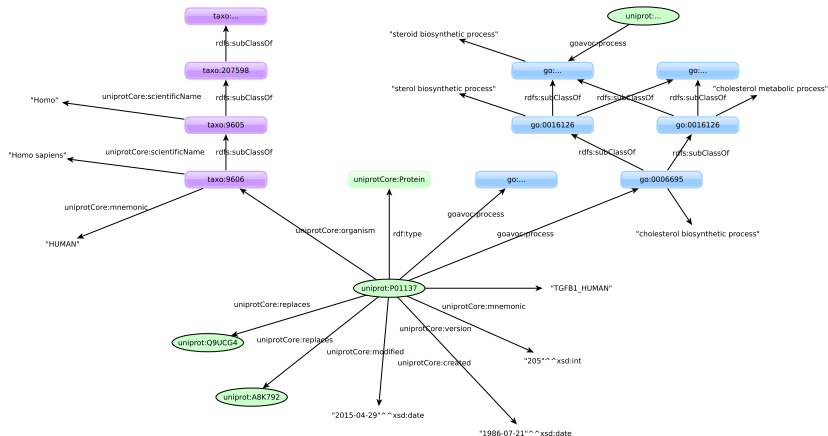 taxo:...
uniprot:...
"steroid biosynthetic process"
rdfs:subClassOf
goavoc:process
taxo:207598
go:...
go:...
"Homo"
uniprotCore:scientificName
rdfs:subClassOf
"sterol biosynthetic process"
rdfs:subClassOf
rdfs:subClassOf
rdfs:subClassOf
"cholesterol metabolic process"
taxo:9605
go:0016126
go:0016126
"Homo sapiens"
uniprotCore:scientificName
rdfs:subClassOf
rdfs:subClassOf
rdfs:subClassOf
taxo:9606
uniprotCore:Protein
go:...
go:0006695
uniprotCore:mnemonic
"HUMAN"
uniprotCore:organism
rdf:type
goavoc:process
goavoc:process
"cholesterol biosynthetic process"
uniprot:P01137
"TGFB1_HUMAN"
uniprotCore:replaces
uniprotCore:mnemonic
uniprot:Q9UCG4
uniprotCore:replaces
uniprotCore:version
uniprotCore:modified
uniprotCore:created
"205"^^xsd:int
uniprot:A8K792
"2015-04-29"^^xsd:date
"1986-07-21"^^xsd:date